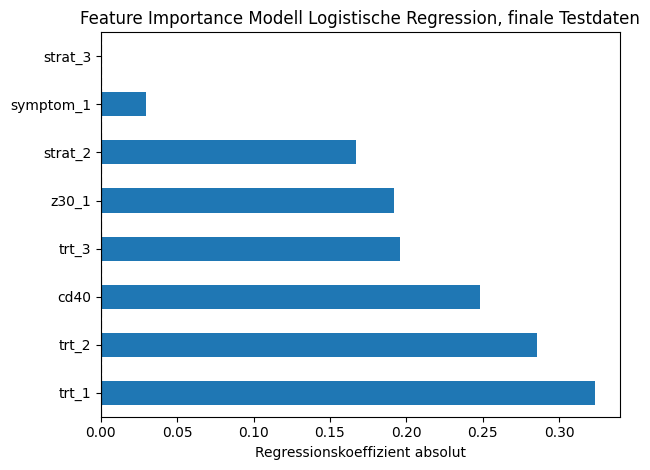 Feature Importance Modell Logistische Regression, finale Testdaten
strat_3
symptom_1
strat_2
z30_1
trt_3
cd40
trt_2
trt_1
0.00 0.05 0.10 0.15 0.20 0.25 0.30
Regressionskoeffizient absolut